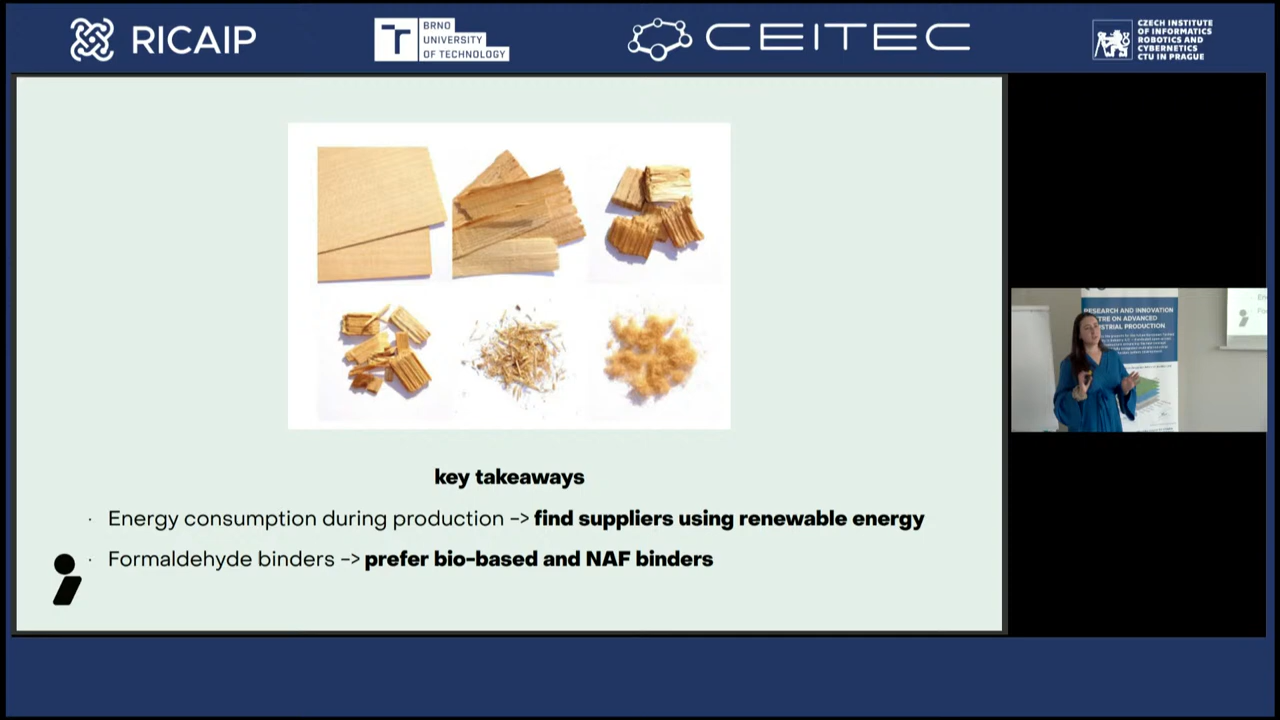 RICAIP
BRNO
UNIVERSITY
OF TECHNOLOGY
CEITEC
CZECH INSTITUTE
OF INFORMATICS
ROBOTICS AND
CYBERNETICS
CTU IN PRAGUE
key takeaways
· Energy consumption during production –> find suppliers using renewable energy
· Formaldehyde binders –> prefer bio-based and NAF binders
RESEARCH AND INNOVATION
ON ADVANCED
PRODUCTION